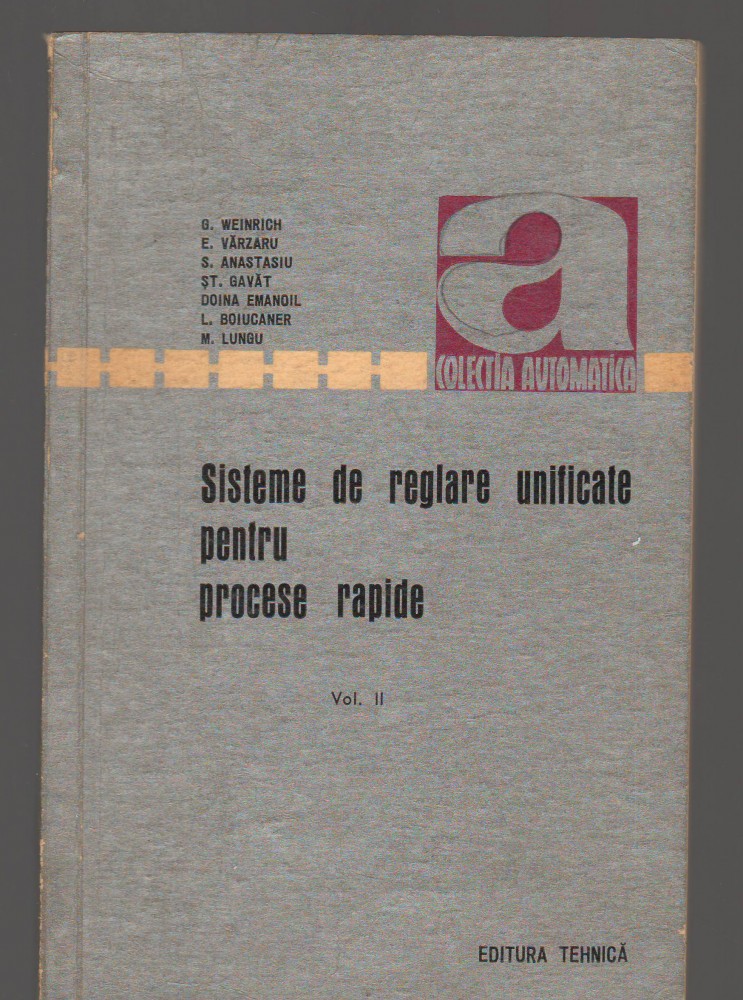 G. WEINRICH
E. VĂRZARU
S. ANASTASIU
ȘT. GAVĂT
DOINA EMANOIL
L. BOIUCANER
M. LUNGU
a
COLECȚIA AUTOMATICA
Sisteme de reglare unificate
pentru
procese rapide
Vol. II
EDITURA TEHNICĂ